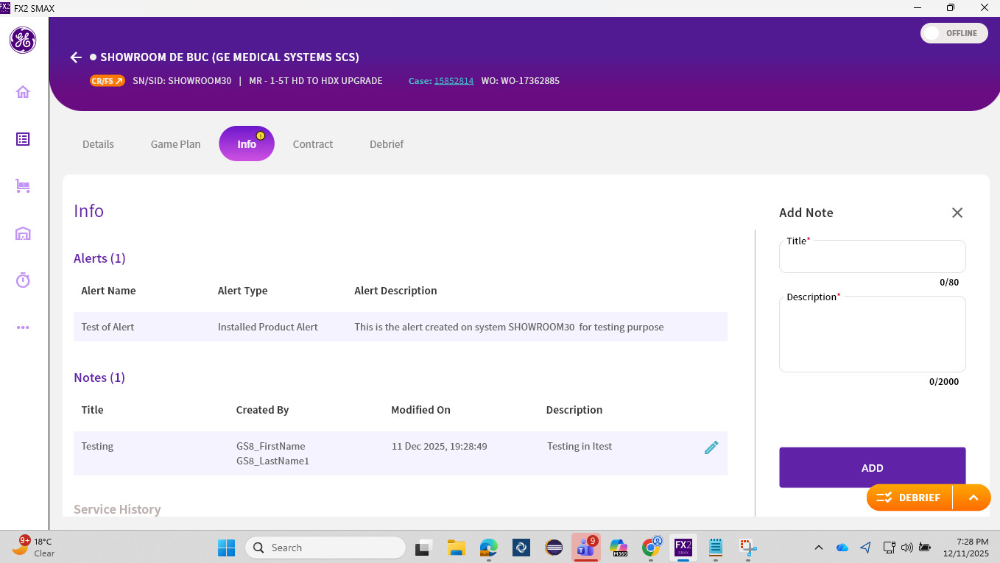 FX2 SMAX
OFFLINE
SHOWROOM DE BUC (GE MEDICAL SYSTEMS SCS)
CR/FS SN/SID: SHOWROOM30 | MR - 1-5T HD TO HDX UPGRADE Case: 15852814 WO: WO-17362885
Details Game Plan Info Contract Debrief
Info
Add Note
Title*
Alerts (1)
0/80
Alert Name Alert Type Alert Description
Description*
Test of Alert Installed Product Alert This is the alert created on system SHOWROOM30 for testing purpose
Notes (1)
0/2000
Title Created By Modified On Description
Testing GS8_FirstName 11 Dec 2025, 19:28:49 Testing in Itest
GS8_LastName1
ADD
DEBRIEF
Service History
9+ 18°C
Clear
Search
9
M365
FX2
SMAX
7:28 PM
12/11/2025